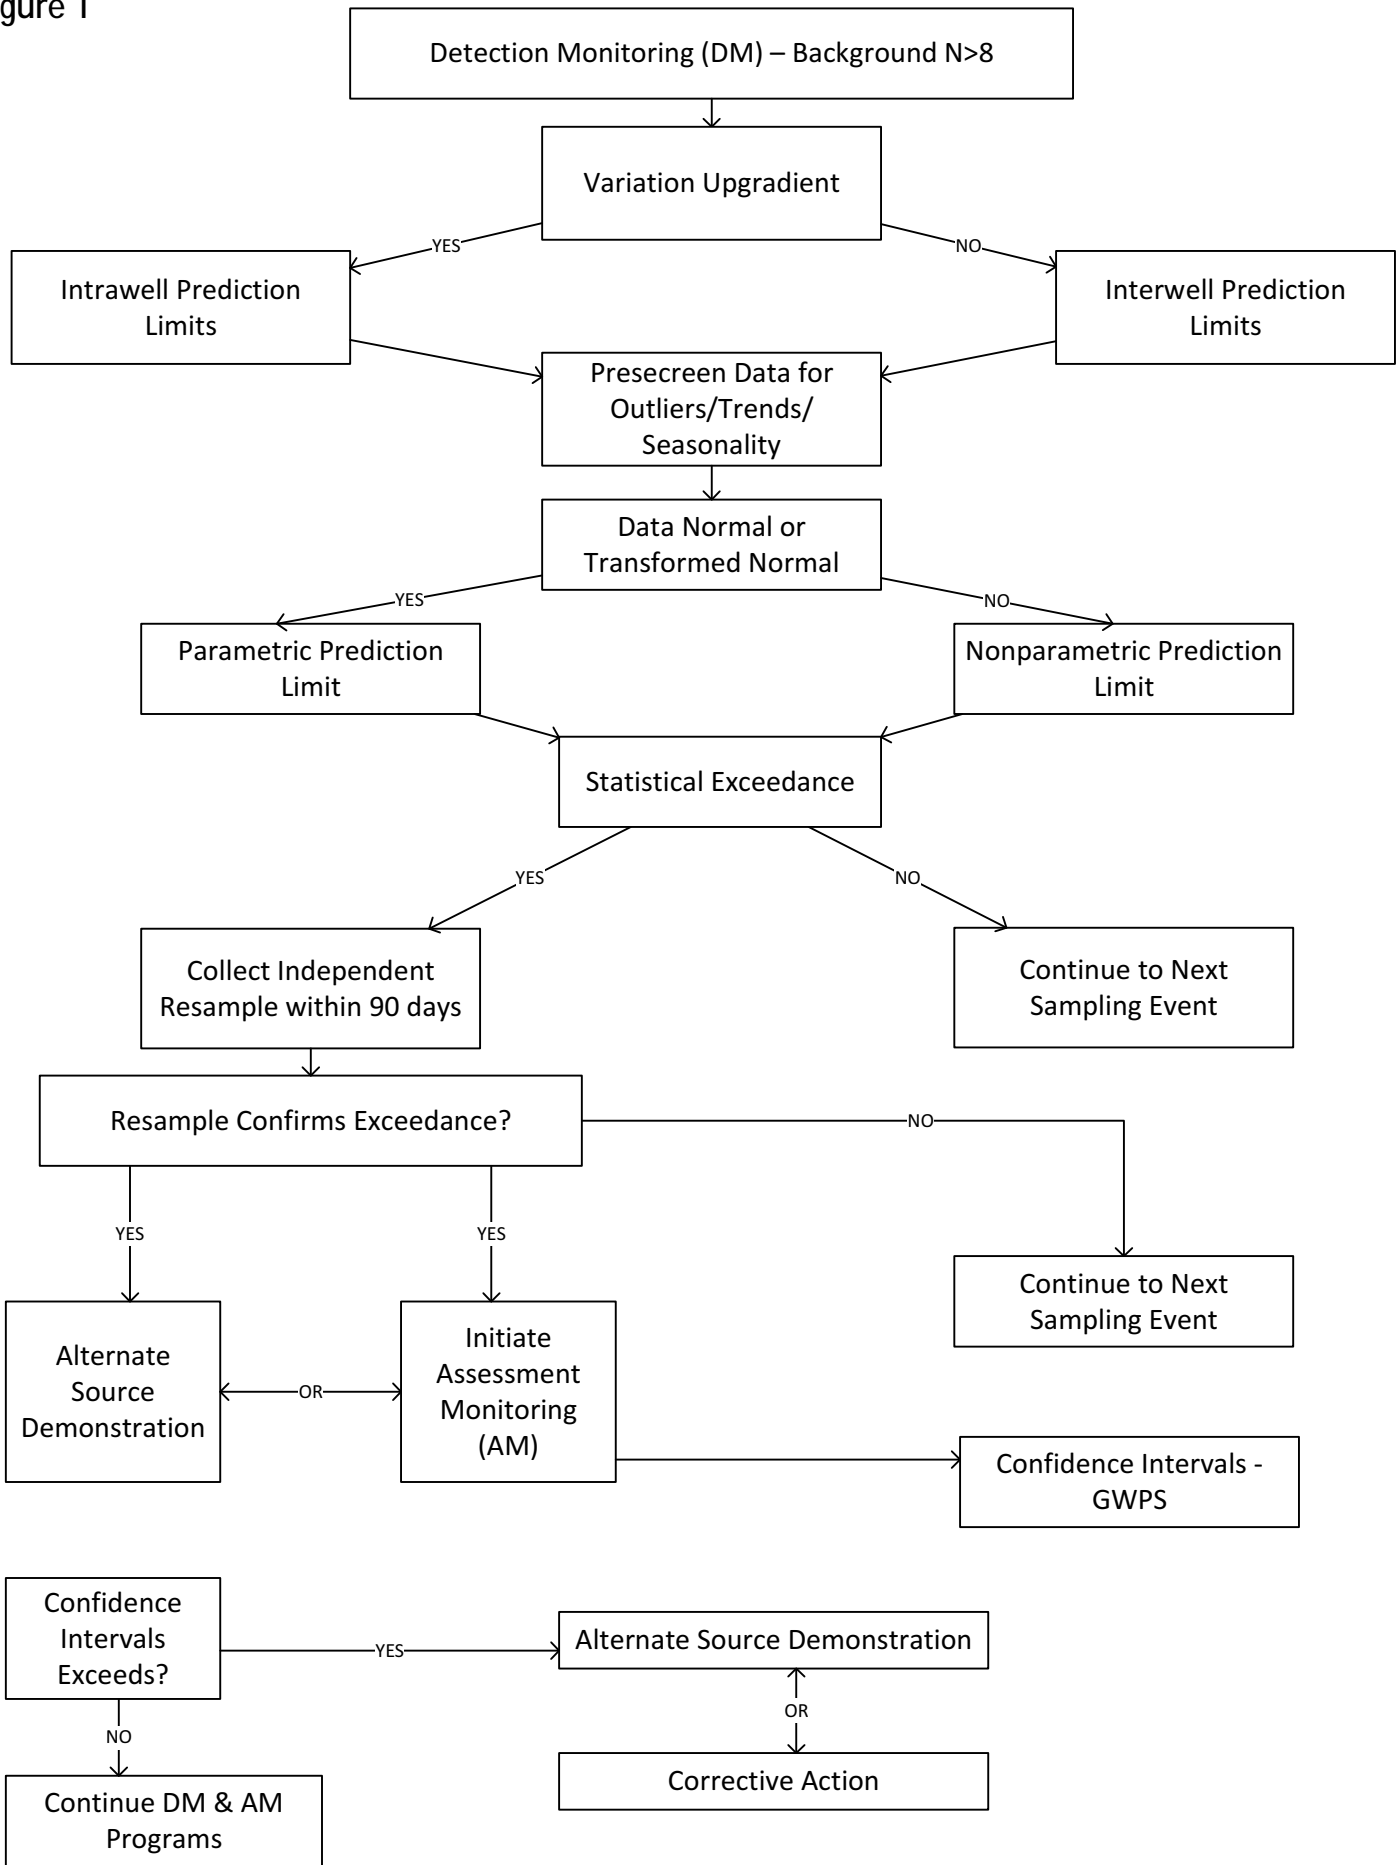 gure 1
Detection Monitoring (DM) – Background N>8
Variation Upgradient
YES
NO
Intrawell Prediction
Limits
Interwell Prediction
Limits
Presecreen Data for
Outliers/Trends/
Seasonality
Data Normal or
Transformed Normal
YES
NO
Parametric Prediction
Limit
Nonparametric Prediction
Limit
Statistical Exceedance
YES
NO
Collect Independent
Resample within 90 days
Continue to Next
Sampling Event
Resample Confirms Exceedance?
NO
YES
YES
Continue to Next
Sampling Event
Alternate
Source
Demonstration
OR
Initiate
Assessment
Monitoring
(AM)
Confidence Intervals -
GWPS
Confidence
Intervals
Exceeds?
YES
Alternate Source Demonstration
OR
NO
Corrective Action
Continue DM & AM
Programs